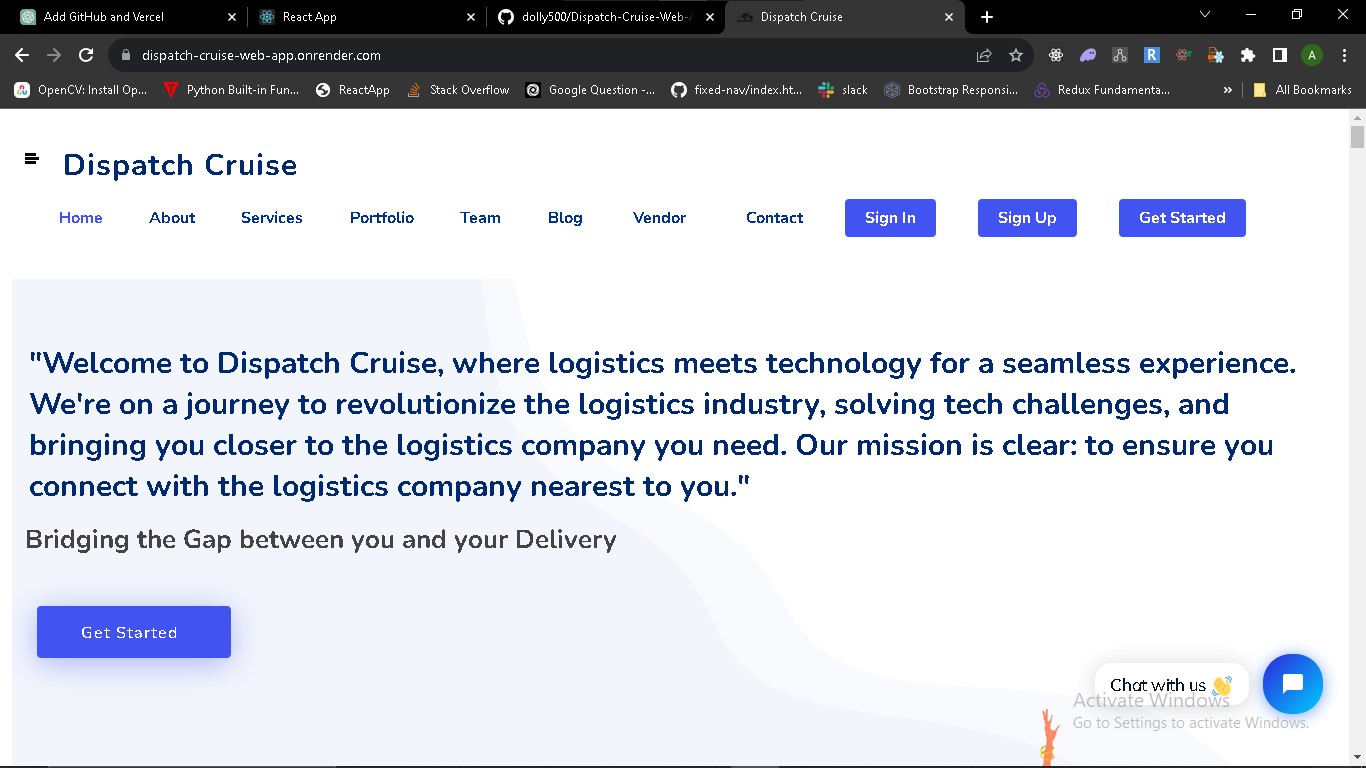 Add GitHub and Vercel
React App
dolly500/Dispatch-Cruise-Web-A
Dispatch Cruise
dispatch-cruise-web-app.onrender.com
A
OpenCV: Install Op...
Python Built-in Fun...
ReactApp
Stack Overflow
Google Question -...
fixed-nav/index.ht...
slack
Bootstrap Responsi...
Redux Fundamenta...
»
All Bookmarks
Dispatch Cruise
Home
About
Services
Portfolio
Team
Blog
Vendor
Contact
Sign In
Sign Up
Get Started
"Welcome to Dispatch Cruise, where logistics meets technology for a seamless experience.
We're on a journey to revolutionize the logistics industry, solving tech challenges, and
bringing you closer to the logistics company you need. Our mission is clear: to ensure you
connect with the logistics company nearest to you."
Bridging the Gap between you and your Delivery
Get Started
Chat with us 👋
Activate Windows
Go to Settings to activate Windows.